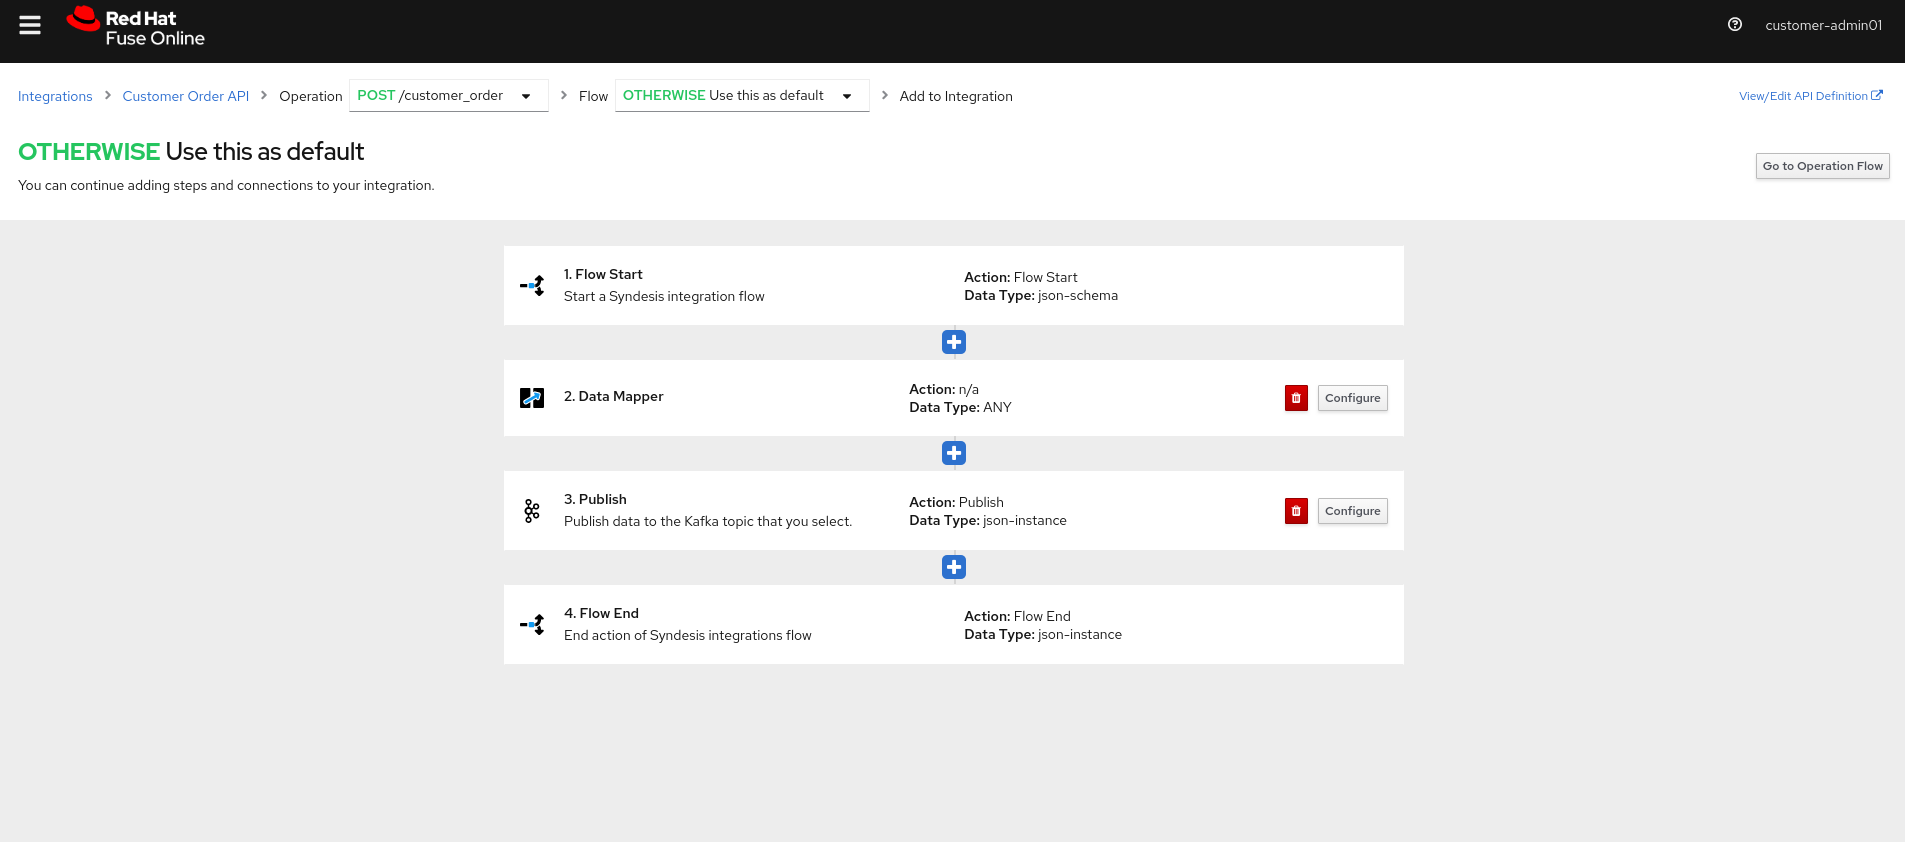 Red Hat
Fuse Online
customer-admin01
Integrations > Customer Order API > Operation POST /customer_order > Flow OTHERWISE Use this as default > Add to Integration
View/Edit API Definition
OTHERWISE Use this as default
You can continue adding steps and connections to your integration.
Go to Operation Flow
1. Flow Start
Start a Syndesis integration flow
Action: Flow Start
Data Type: json-schema
2. Data Mapper
Action: n/a
Data Type: ANY
Configure
3. Publish
Publish data to the Kafka topic that you select.
Action: Publish
Data Type: json-instance
Configure
4. Flow End
End action of Syndesis integrations flow
Action: Flow End
Data Type: json-instance